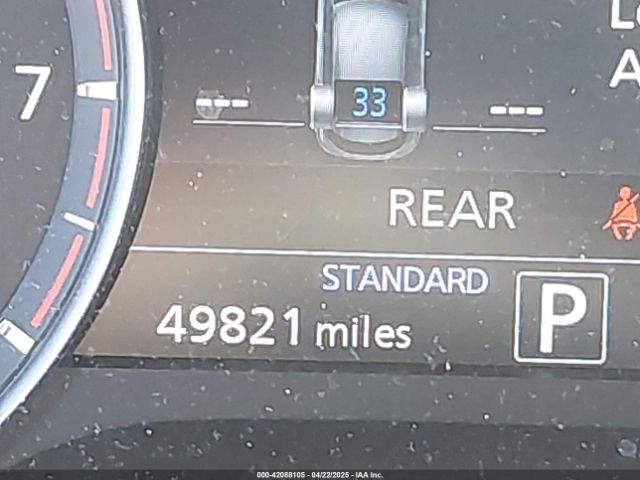 7
--- 33 ---
REAR
STANDARD
49821 miles P
000-42088105 - 04/22/2025 - IAA Inc.